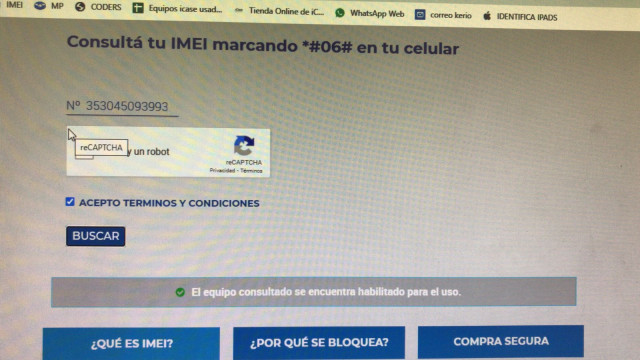 IMEI MP CODERS Equipos icase usad... Tienda Online de iC... WhatsApp Web correo kerio IDENTIFICA IPADS
Consultá tu IMEI marcando *#06# en tu celular
Nº 353045093993
reCAPTCHA y un robot
reCAPTCHA
Privacidad - Términos
ACEPTO TERMINOS Y CONDICIONES
BUSCAR
El equipo consultado se encuentra habilitado para el uso.
¿QUÉ ES IMEI? ¿POR QUÉ SE BLOQUEA? COMPRA SEGURA